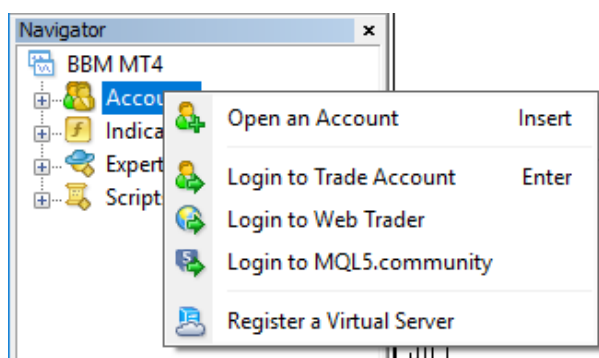 Navigator
BBM MT4
Accou
Indica
Expert
Script
Open an Account Insert
Login to Trade Account Enter
Login to Web Trader
Login to MQL5.community
Register a Virtual Server